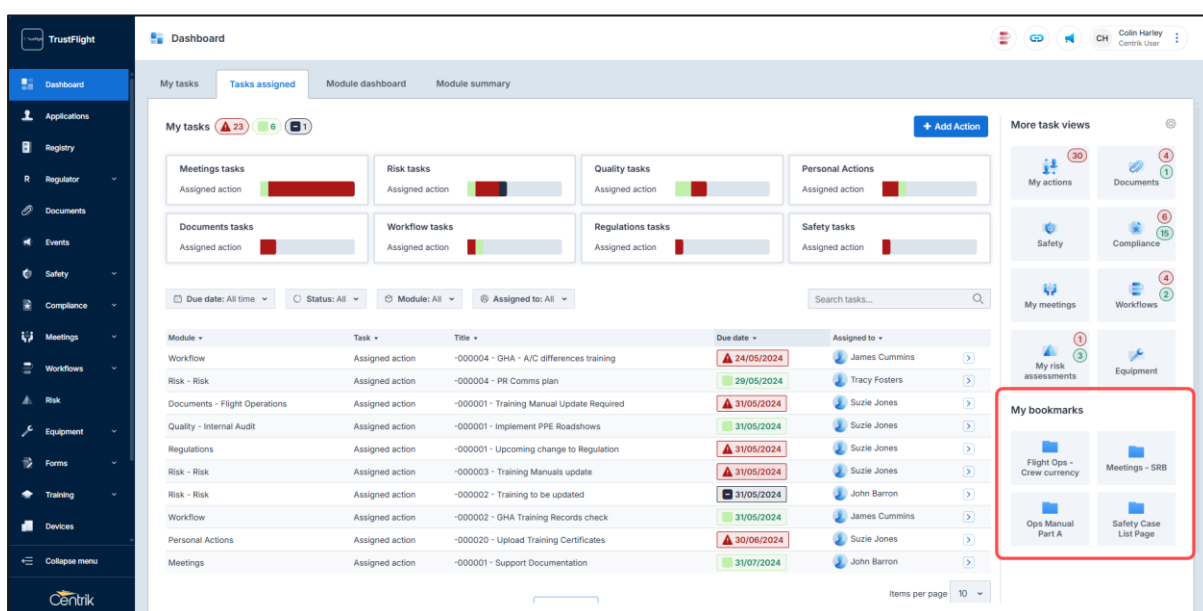 TrustFlight
Dashboard
Applications
Registry
R Regulator
Documents
Events
Safety
Compliance
Meetings
Workflows
Risk
Equipment
Forms
Training
Devices
Collapse menu
Centrik
Dashboard
CH
Colin Harley
Centrik User
My tasks Tasks assigned Module dashboard Module summary
My tasks 23 6 1
+ Add Action
Meetings tasks
Assigned action
Risk tasks
Assigned action
Quality tasks
Assigned action
Personal Actions
Assigned action
Documents tasks
Assigned action
Workflow tasks
Assigned action
Regulations tasks
Assigned action
Safety tasks
Assigned action
Due date: All time Status: All Module: All Assigned to: All Search tasks...
Module Task Title Due date Assigned to
Workflow Assigned action -000004 - GHA - A/C differences training 24/05/2024 James Cummins
Risk - Risk Assigned action -000004 - PR Comms plan 29/05/2024 Tracy Fosters
Documents - Flight Operations Assigned action -000001 - Training Manual Update Required 31/05/2024 Suzie Jones
Quality - Internal Audit Assigned action -000001 - Implement PPE Roadshows 31/05/2024 Suzie Jones
Regulations Assigned action -000001 - Upcoming change to Regulation 31/05/2024 Suzie Jones
Risk - Risk Assigned action -000003 - Training Manuals update 31/05/2024 Suzie Jones
Risk - Risk Assigned action -000002 - Training to be updated 31/05/2024 John Barron
Workflow Assigned action -000002 - GHA Training Records check 31/05/2024 James Cummins
Personal Actions Assigned action -000020 - Upload Training Certificates 30/06/2024 Suzie Jones
Meetings Assigned action -000001 - Support Documentation 31/07/2024 John Barron
Items per page 10
More task views
30
My actions
4
1
Documents
Safety
6
15
Compliance
My meetings
4
2
Workflows
1
3
My risk
assessments
Equipment
My bookmarks
Flight Ops -
Crew currency
Meetings - SRB
Ops Manual
Part A
Safety Case
List Page